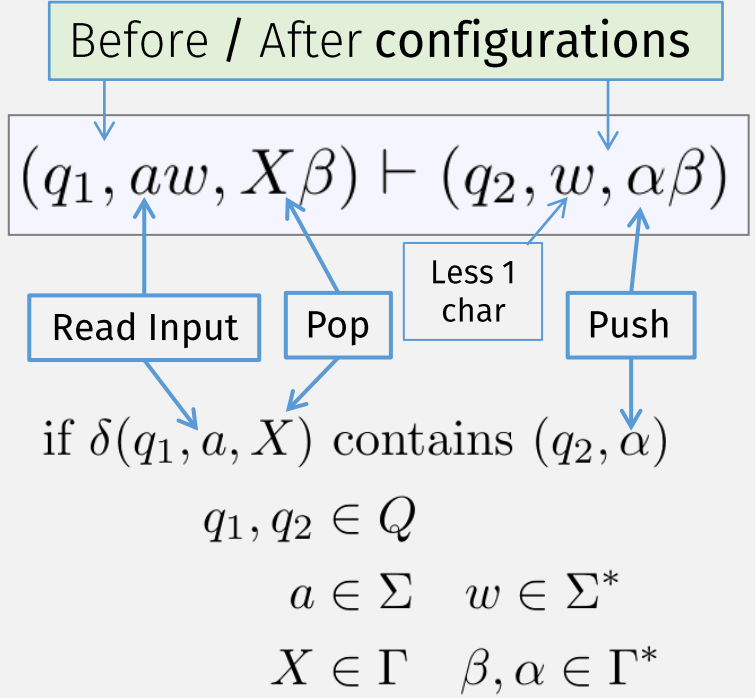 Before / After configurations
(q₁, aw, Xβ) ⊢ (q₂, w, αβ)
Less 1
char
Read Input
Pop
Push
if δ(q₁, a, X) contains (q₂, α)
q₁, q₂ ∈ Q
a ∈ Σ w ∈ Σ*
X ∈ Γ β, α ∈ Γ*